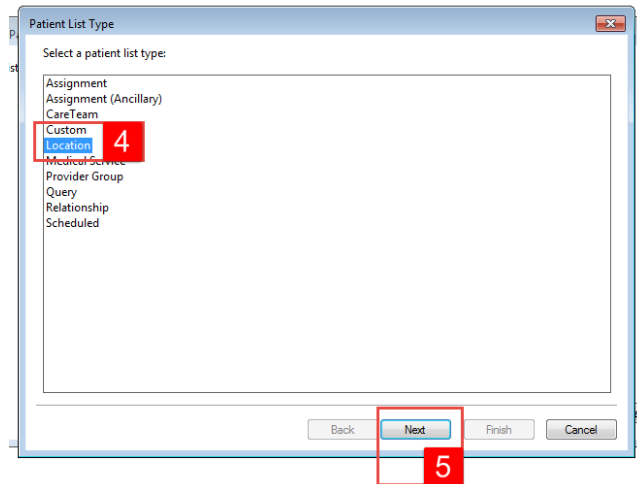 Patient List Type
Select a patient list type:
Assignment
Assignment (Ancillary)
CareTeam
Custom
Location
4
Medical Service
Provider Group
Query
Relationship
Scheduled
Back Next Finish Cancel
5